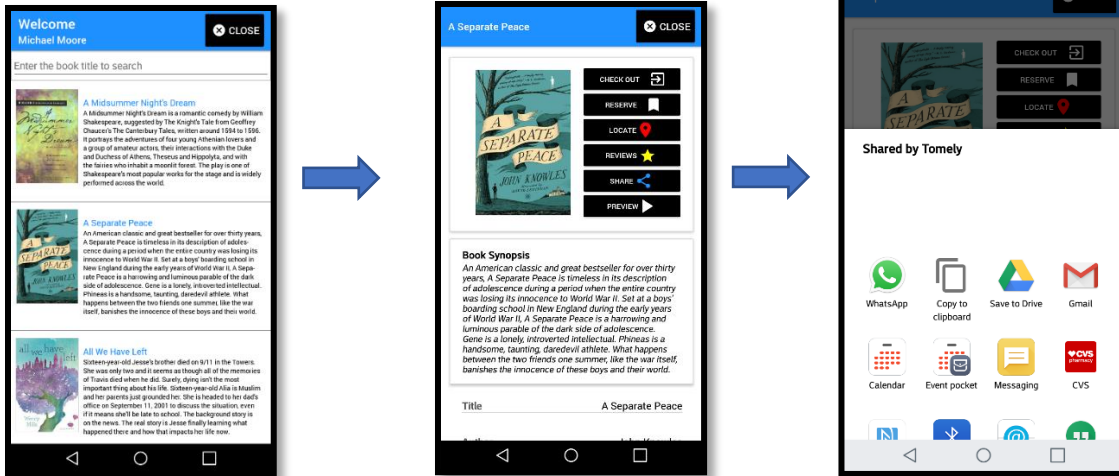 Welcome
Michael Moore
CLOSE
Enter the book title to search
A Midsummer Night's Dream
A Midsummer Night's Dream is a romantic comedy by William
Shakespeare, suggested by The Knight's Tale from Geoffrey
Chaucer's The Canterbury Tales, written around 1594 to 1596.
It portrays the adventures of four young Athenian lovers and
a group of amateur actors, their interactions with the Duke
and Duchess of Athens, Theseus and Hippolyta, and with
the fairies who inhabit a moonlit forest. The play is one of
Shakespeare's most popular works for the stage and is widely
performed across the world.
A Separate Peace
An American classic and great bestseller for over thirty years,
A Separate Peace is timeless in its description of adoles-
cence during a period when the entire country was losing its
innocence to World War II. Set at a boys' boarding school in
New England during the early years of World War II, A Sepa-
rate Peace is a harrowing and luminous parable of the dark
side of adolescence. Gene is a lonely, introverted intellectual.
Phineas is a handsome, taunting, daredevil athlete. What
happens between the two friends one summer, like the war
itself, banishes the innocence of these boys and their world.
A SEPARATE
PEACE
JOHN KNOWLES
all we have
left
All We Have Left
Sixteen-year-old Jesse's brother died on 9/11 in the Towers.
She was only two and it seems as though all of the memories
of Travis died when he did. Surely, dying isn't the most
important thing about his life. Sixteen-year-old Alia is Muslim
and her parents just grounded her. She is headed to her dad's
office on September 11, 2001 to discuss the situation, even
if it means she'll be late to school. The background story is
on the news. The real story is Jesse finally learning what
happened there and how that impacts her life now.
A Separate Peace
CLOSE
A
SEPARATE
PEACE
JOHN KNOWLES
CHECK OUT
RESERVE
LOCATE
REVIEWS
SHARE
PREVIEW
Book Synopsis
An American classic and great bestseller for over thirty
years, A Separate Peace is timeless in its description
of adolescence during a period when the entire country
was losing its innocence to World War II. Set at a boys'
boarding school in New England during the early years
of World War II, A Separate Peace is a harrowing and
luminous parable of the dark side of adolescence.
Gene is a lonely, introverted intellectual. Phineas is a
handsome, taunting, daredevil athlete. What happens
between the two friends one summer, like the war itself,
banishes the innocence of these boys and their world.
Title A Separate Peace
CHECK OUT
RESERVE
LOCATE
A
SEPARATE
Shared by Tomely
WhatsApp
Copy to
clipboard
Save to Drive
Gmail
Calendar
Event pocket
Messaging
CVS
pharmacy
CVS